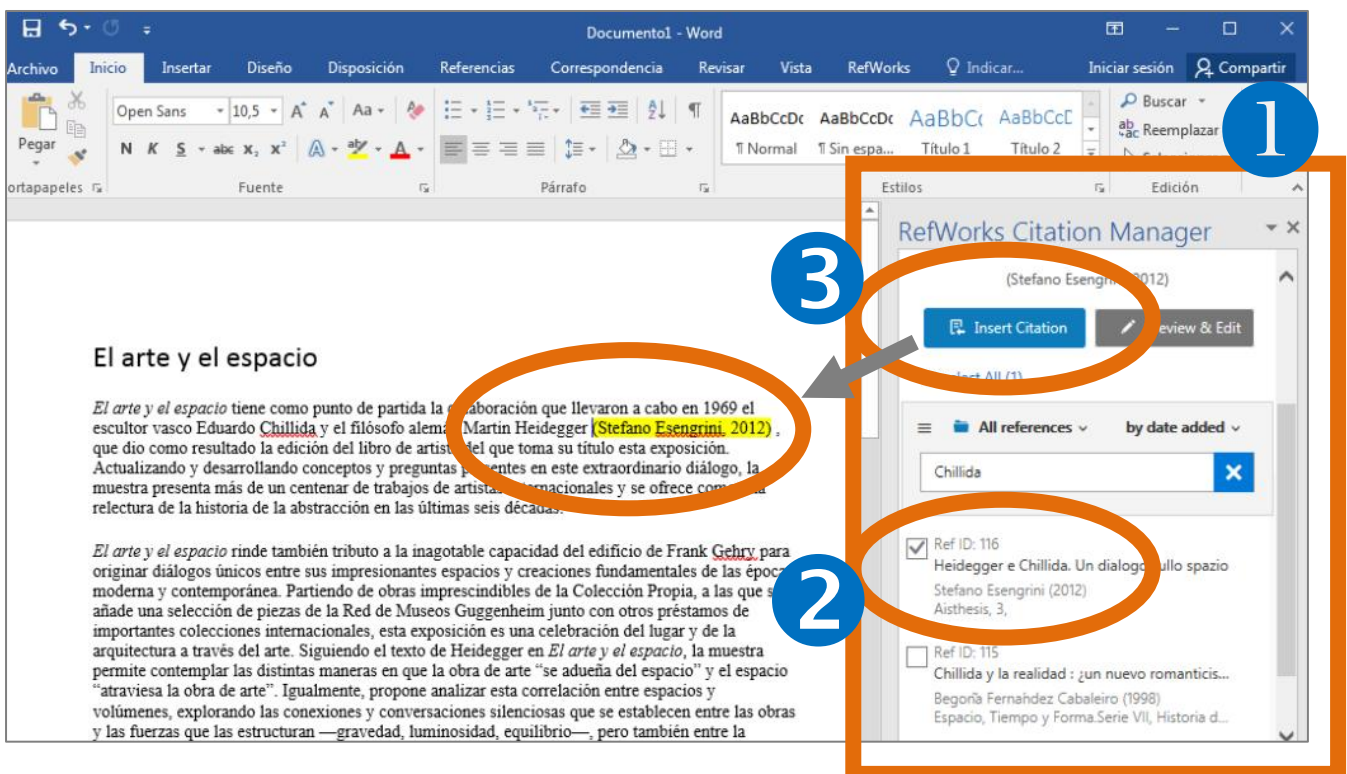 Documento1 - Word
Archivo Inicio Insertar Diseño Disposición Referencias Correspondencia Revisar Vista RefWorks Indicar... Iniciar sesión Compartir
Pegar
Open Sans 10,5 A A Aa
N K S abc x, x² A ab A
AaBbCcDc AaBbCcDc AaBbC( AaBbCcE
¶ Normal ¶ Sin espa... Título 1 Título 2
Buscar
Reemplazar
ortapapeles Fuente Párrafo Estilos Edición
1
RefWorks Citation Manager
(Stefano 2012)
3
Insert Citation & Edit
All (1)
All references by date added
Chillida
Ref ID: 116
Heidegger e Chillida. Un dialogo sullo spazio
Stefano Esengrini (2012)
Aisthesis, 3,
2
Ref ID: 115
Chillida y la realidad : ¿un nuevo romanticis...
Begoña Fernández Cabaleiro (1998)
Espacio, Tiempo y Forma.Serie VII, Historia d...
El arte y el espacio
El arte y el espacio tiene como punto de partida la colaboración que llevaron a cabo en 1969 el
escultor vasco Eduardo Chillida y el filósofo alemán Martin Heidegger (Stefano Esengrini, 2012) ,
que dio como resultado la edición del libro de artista del que toma su título esta exposición.
Actualizando y desarrollando conceptos y preguntas presentes en este extraordinario diálogo, la
muestra presenta más de un centenar de trabajos de artistas internacionales y se ofrece como una
relectura de la historia de la abstracción en las últimas seis décadas.
El arte y el espacio rinde también tributo a la inagotable capacidad del edificio de Frank Gehry para
originar diálogos únicos entre sus impresionantes espacios y creaciones fundamentales de las época
moderna y contemporánea. Partiendo de obras imprescindibles de la Colección Propia, a las que s
añade una selección de piezas de la Red de Museos Guggenheim junto con otros préstamos de
importantes colecciones internacionales, esta exposición es una celebración del lugar y de la
arquitectura a través del arte. Siguiendo el texto de Heidegger en El arte y el espacio, la muestra
permite contemplar las distintas maneras en que la obra de arte “se adueña del espacio” y el espacio
“atraviesa la obra de arte”. Igualmente, propone analizar esta correlación entre espacios y
volúmenes, explorando las conexiones y conversaciones silenciosas que se establecen entre las obras
y las fuerzas que las estructuran —gravedad, luminosidad, equilibrio—, pero también entre la